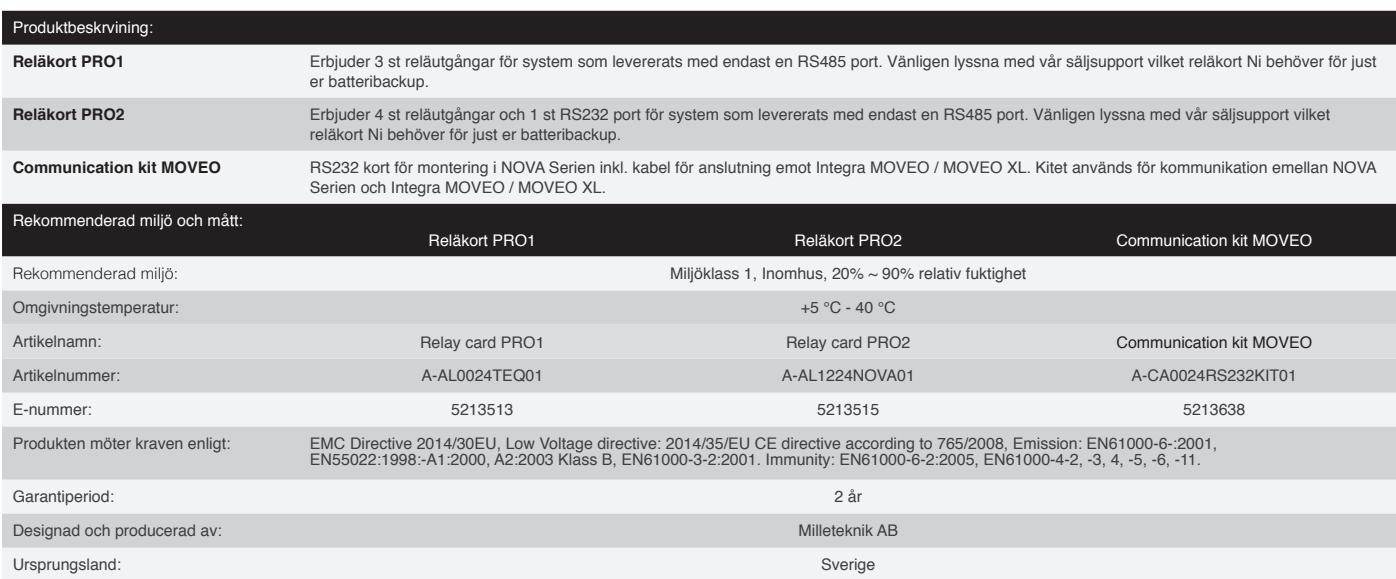 Produktbeskrvining:
Reläkort PRO1
Erbjuder 3 st reläutgångar för system som levererats med endast en RS485 port. Vänligen lyssna med vår säljsupport vilket reläkort Ni behöver för just
er batteribackup.
Reläkort PRO2
Erbjuder 4 st reläutgångar och 1 st RS232 port för system som levererats med endast en RS485 port. Vänligen lyssna med vår säljsupport vilket
reläkort Ni behöver för just er batteribackup.
Communication kit MOVEO
RS232 kort för montering i NOVA Serien inkl. kabel för anslutning emot Integra MOVEO / MOVEO XL. Kitet används för kommunikation emellan NOVA
Serien och Integra MOVEO / MOVEO XL.
Rekommenderad miljö och mått:
Reläkort PRO1 Reläkort PRO2 Communication kit MOVEO
Rekommenderad miljö: Miljöklass 1, Inomhus, 20% ~ 90% relativ fuktighet
Omgivningstemperatur: +5 °C - 40 °C
Artikelnamn: Relay card PRO1 Relay card PRO2 Communication kit MOVEO
Artikelnummer: A-AL0024TEQ01 A-AL1224NOVA01 A-CA0024RS232KIT01
E-nummer: 5213513 5213515 5213638
Produkten möter kraven enligt: EMC Directive 2014/30EU, Low Voltage directive: 2014/35/EU CE directive according to 765/2008, Emission: EN61000-6-:2001,
EN55022:1998:-A1:2000, A2:2003 Klass B, EN61000-3-2:2001. Immunity: EN61000-6-2:2005, EN61000-4-2, -3, 4, -5, -6, -11.
Garantiperiod: 2 år
Designad och producerad av: Milleteknik AB
Ursprungsland: Sverige